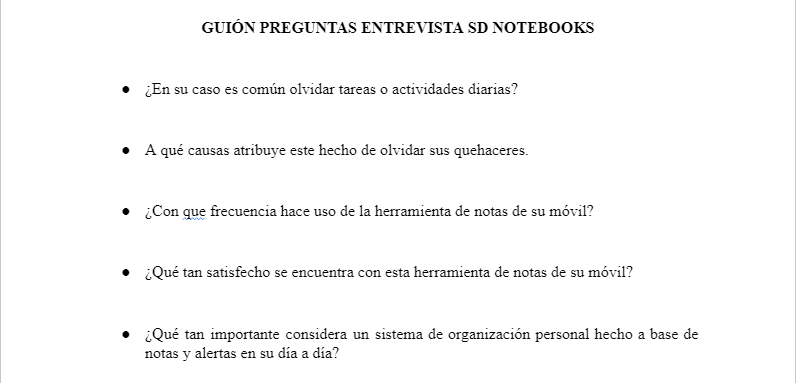 GUIÓN PREGUNTAS ENTREVISTA SD NOTEBOOKS
● ¿En su caso es común olvidar tareas o actividades diarias?
● A qué causas atribuye este hecho de olvidar sus quehaceres.
● ¿Con que frecuencia hace uso de la herramienta de notas de su móvil?
● ¿Qué tan satisfecho se encuentra con esta herramienta de notas de su móvil?
● ¿Qué tan importante considera un sistema de organización personal hecho a base de
notas y alertas en su día a día?